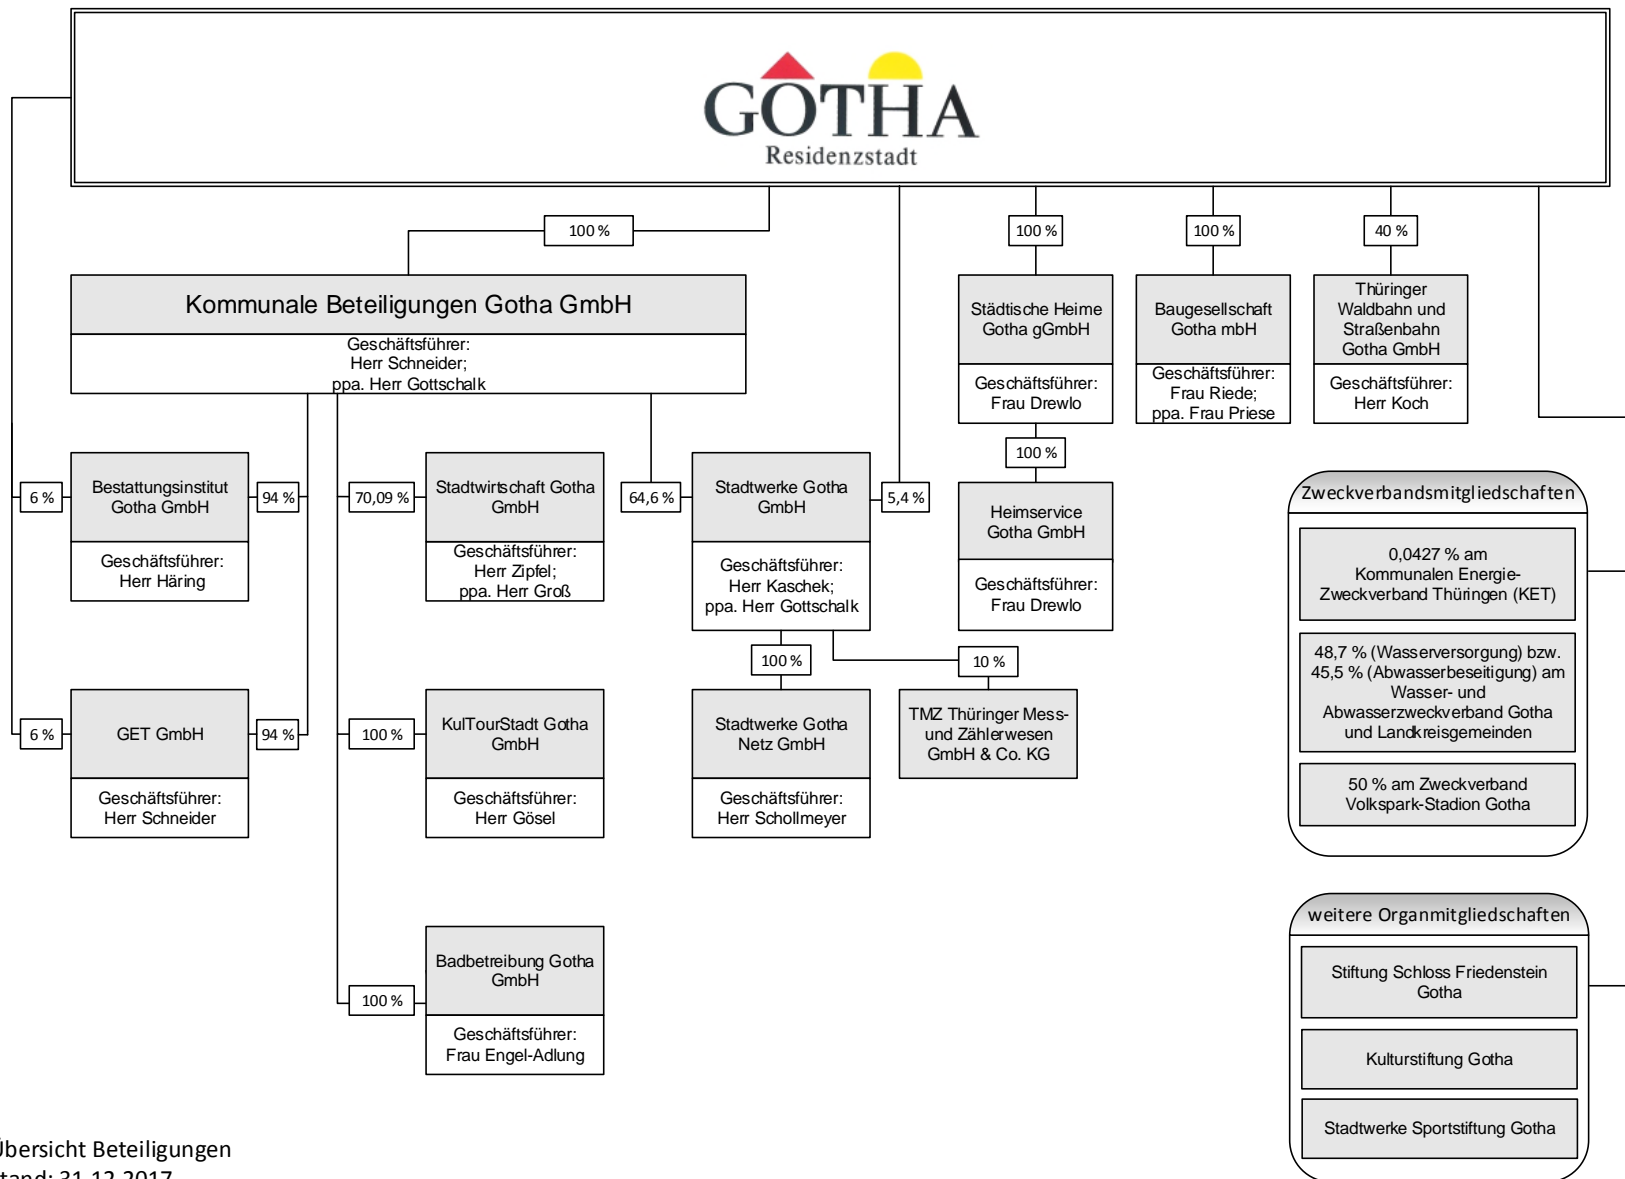 GOTHA
Residenzstadt
100 %
100 %
100 %
40 %
Kommunale Beteiligungen Gotha GmbH
Geschäftsführer:
Herr Schneider;
ppa. Herr Gottschalk
Städtische Heime
Gotha gGmbH
Geschäftsführer:
Frau Drewlo
Baugesellschaft
Gotha mbH
Geschäftsführer:
Frau Riede;
ppa. Frau Priese
Thüringer
Waldbahn und
Straßenbahn
Gotha GmbH
Geschäftsführer:
Herr Koch
6 %
Bestattungsinstitut
Gotha GmbH
Geschäftsführer:
Herr Häring
94 %
70,09 %
Stadtwirtschaft Gotha
GmbH
Geschäftsführer:
Herr Zipfel;
ppa. Herr Groß
64,6 %
Stadtwerke Gotha
GmbH
Geschäftsführer:
Herr Kaschek;
ppa. Herr Gottschalk
5,4 %
100 %
Heimservice
Gotha GmbH
Geschäftsführer:
Frau Drewlo
6 %
GET GmbH
Geschäftsführer:
Herr Schneider
94 %
100 %
KulTourStadt Gotha
GmbH
Geschäftsführer:
Herr Gösel
100 %
Stadtwerke Gotha
Netz GmbH
Geschäftsführer:
Herr Schollmeyer
10 %
TMZ Thüringer Mess-
und Zählerwesen
GmbH & Co. KG
100 %
Badbetreibung Gotha
GmbH
Geschäftsführer:
Frau Engel-Adlung
Zweckverbandsmitgliedschaften
0,0427 % am
Kommunalen Energie-
Zweckverband Thüringen (KET)
48,7 % (Wasserversorgung) bzw.
45,5 % (Abwasserbeseitigung) am
Wasser- und
Abwasserzweckverband Gotha
und Landkreisgemeinden
50 % am Zweckverband
Volkspark-Stadion Gotha
weitere Organmitgliedschaften
Stiftung Schloss Friedenstein
Gotha
Kulturstiftung Gotha
Stadtwerke Sportstiftung Gotha
Übersicht Beteiligungen
tand: 31.12.2017